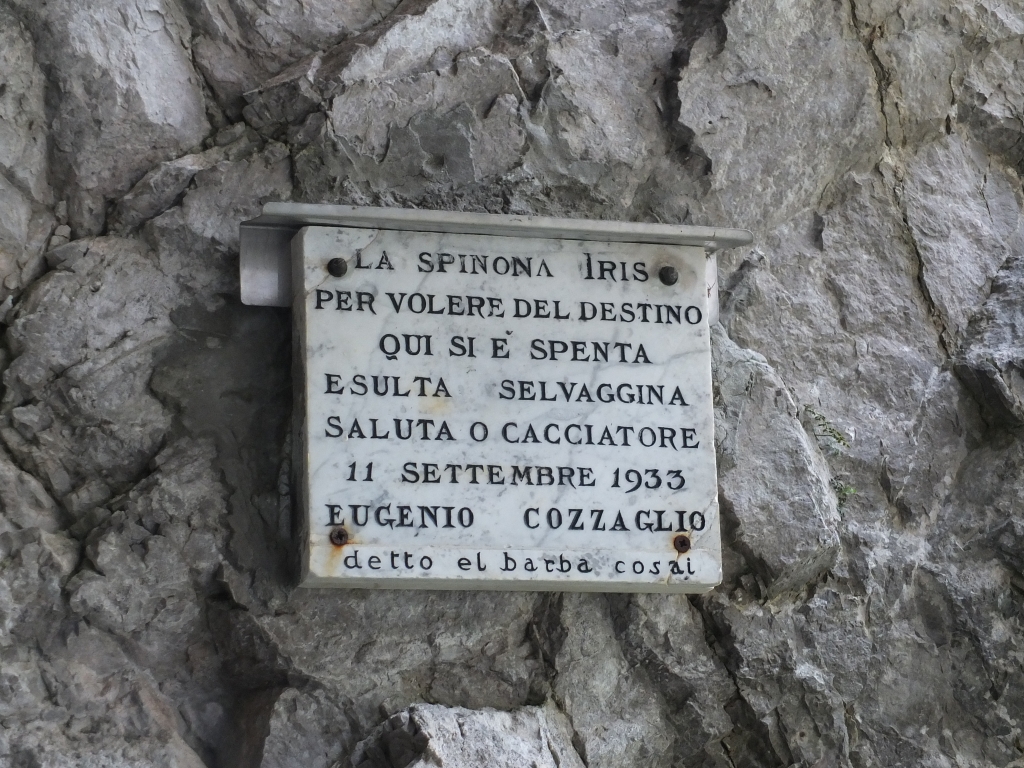 LA SPINONA IRIS
PER VOLERE DEL DESTINO
QUI SI È SPENTA
ESULTA SELVAGGINA
SALUTA O CACCIATORE
11 SETTEMBRE 1933
EUGENIO COZZAGLIO
detto el barba cosai